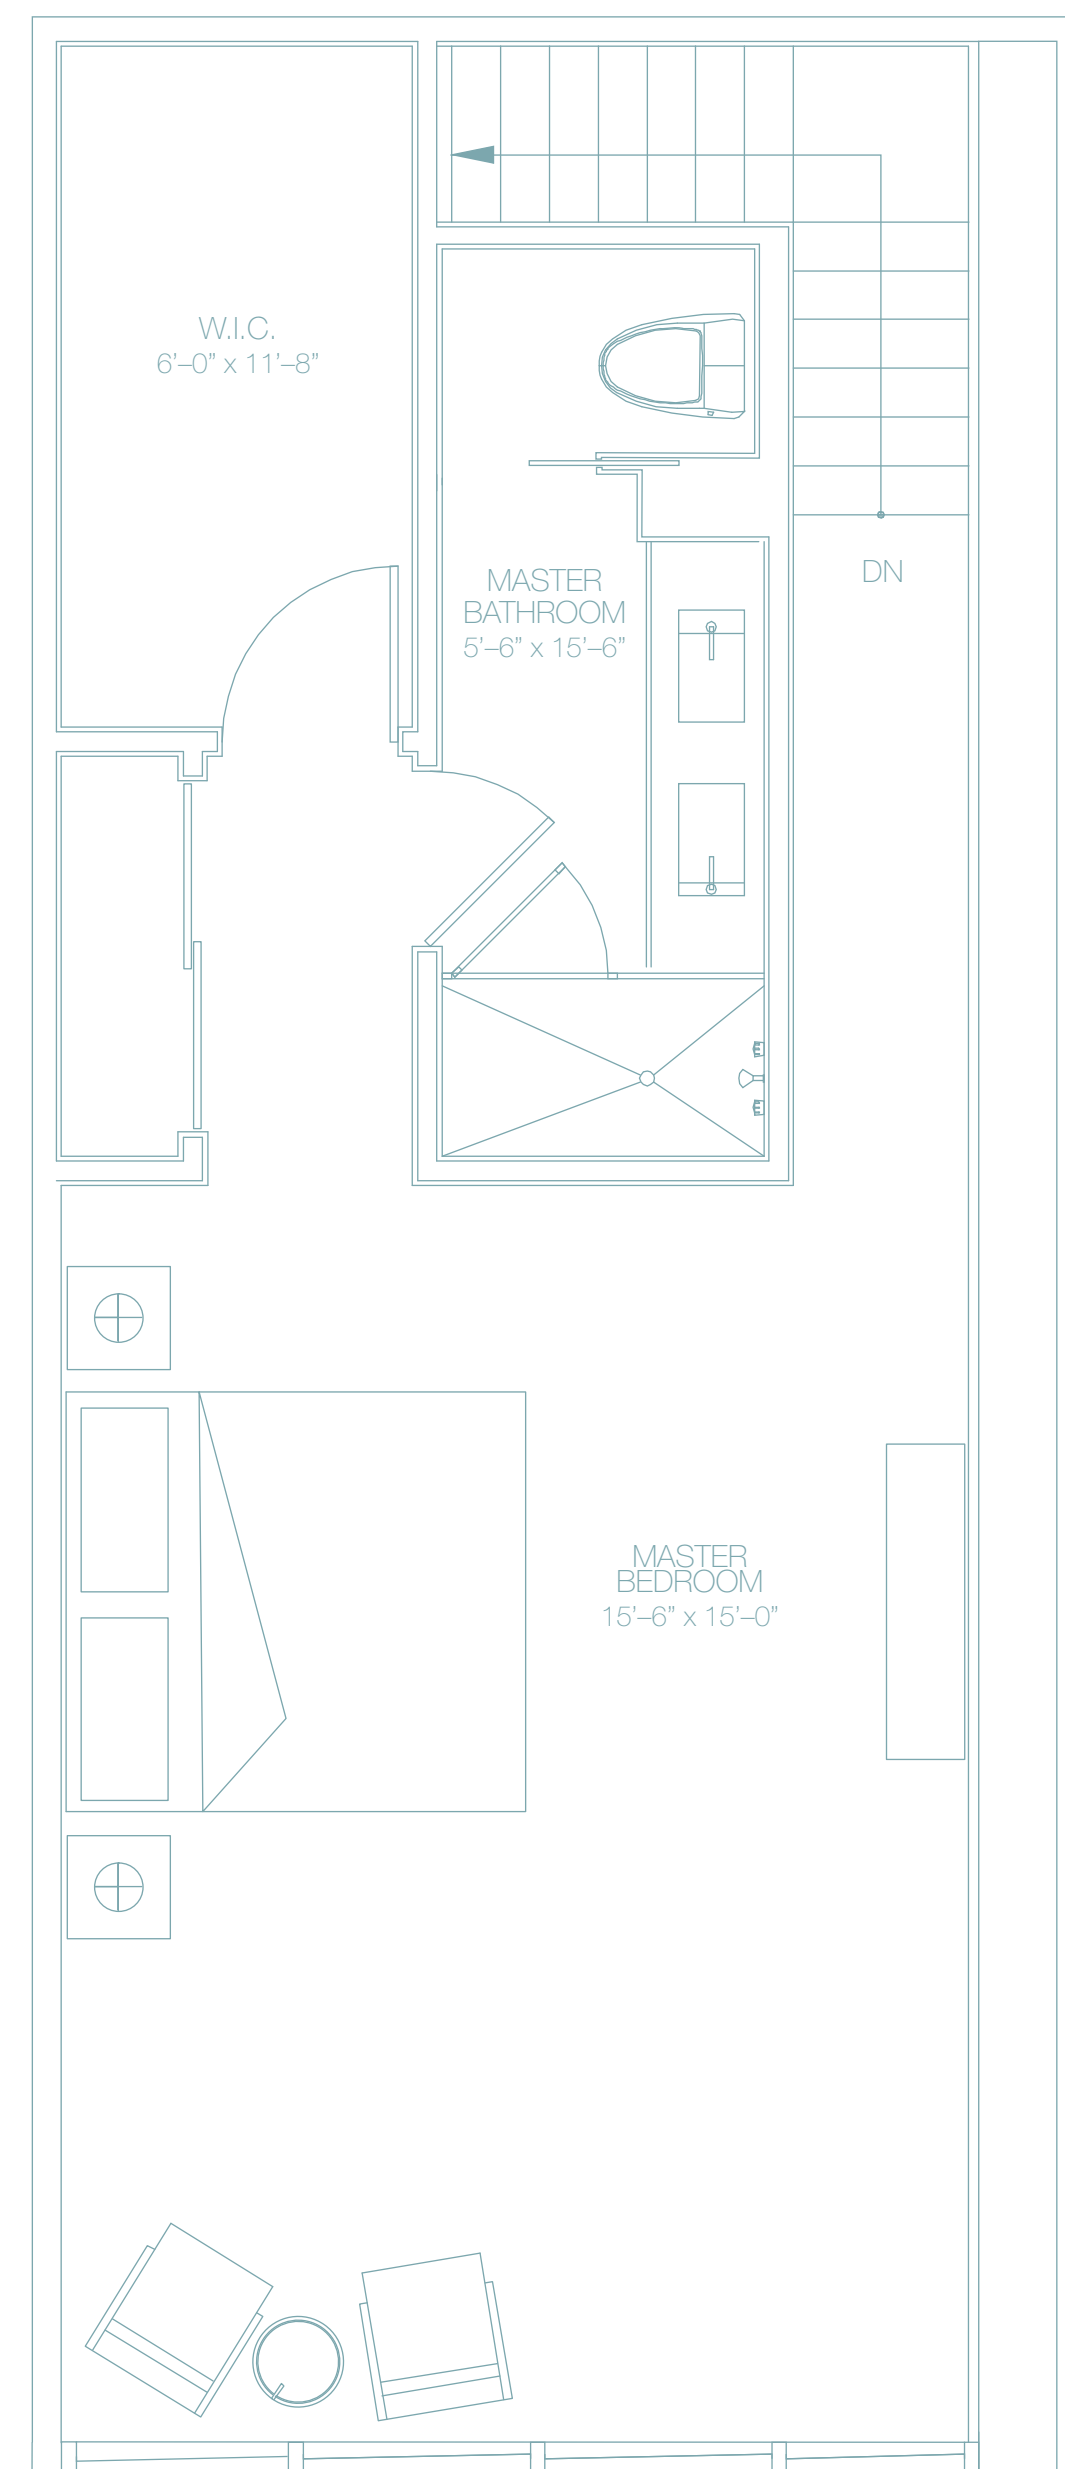 W.I.C.
6’–0” x 11’–8”
MASTER
BATHROOM
5’–6” x 15’–6”
DN
MASTER
BEDROOM
15’–6” x 15’–0”